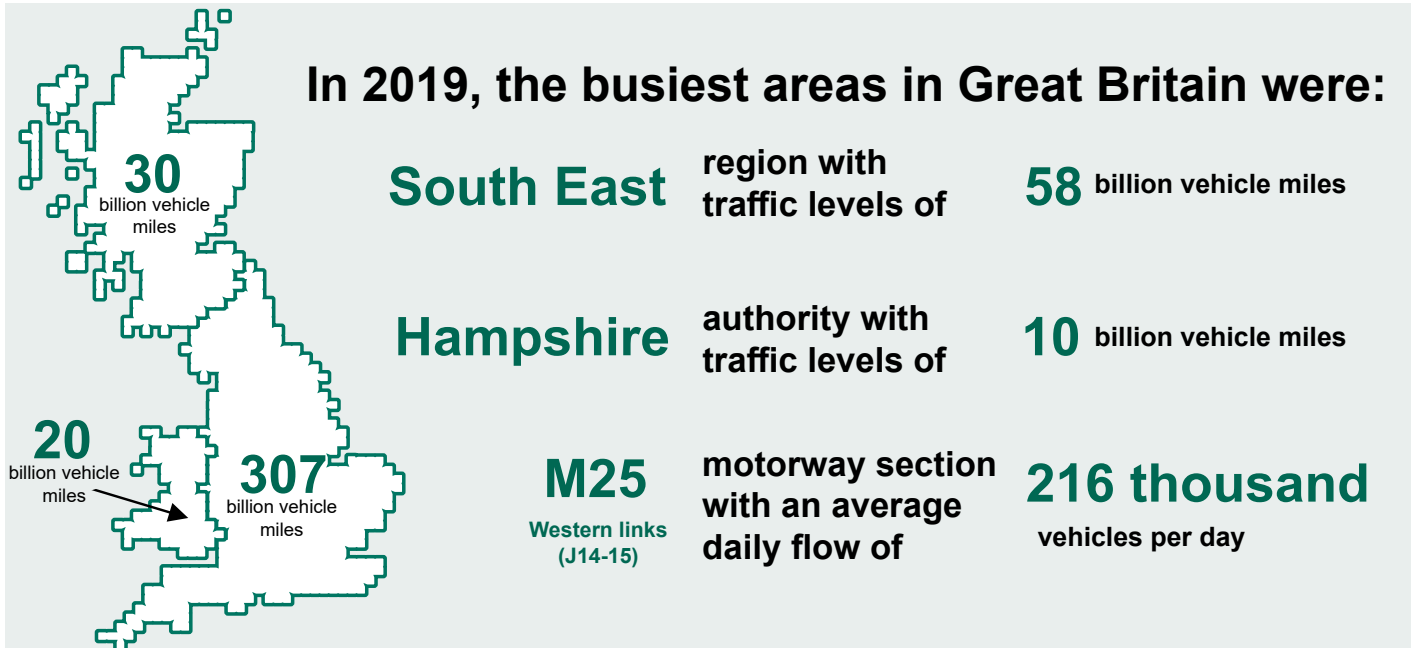 In 2019, the busiest areas in Great Britain were:
30
billion vehicle
miles
South East
region with
traffic levels of
58 billion vehicle miles
Hampshire
authority with
traffic levels of
10 billion vehicle miles
20
billion vehicle
miles
307
billion vehicle
miles
M25
Western links
(J14-15)
motorway section
with an average
daily flow of
216 thousand
vehicles per day